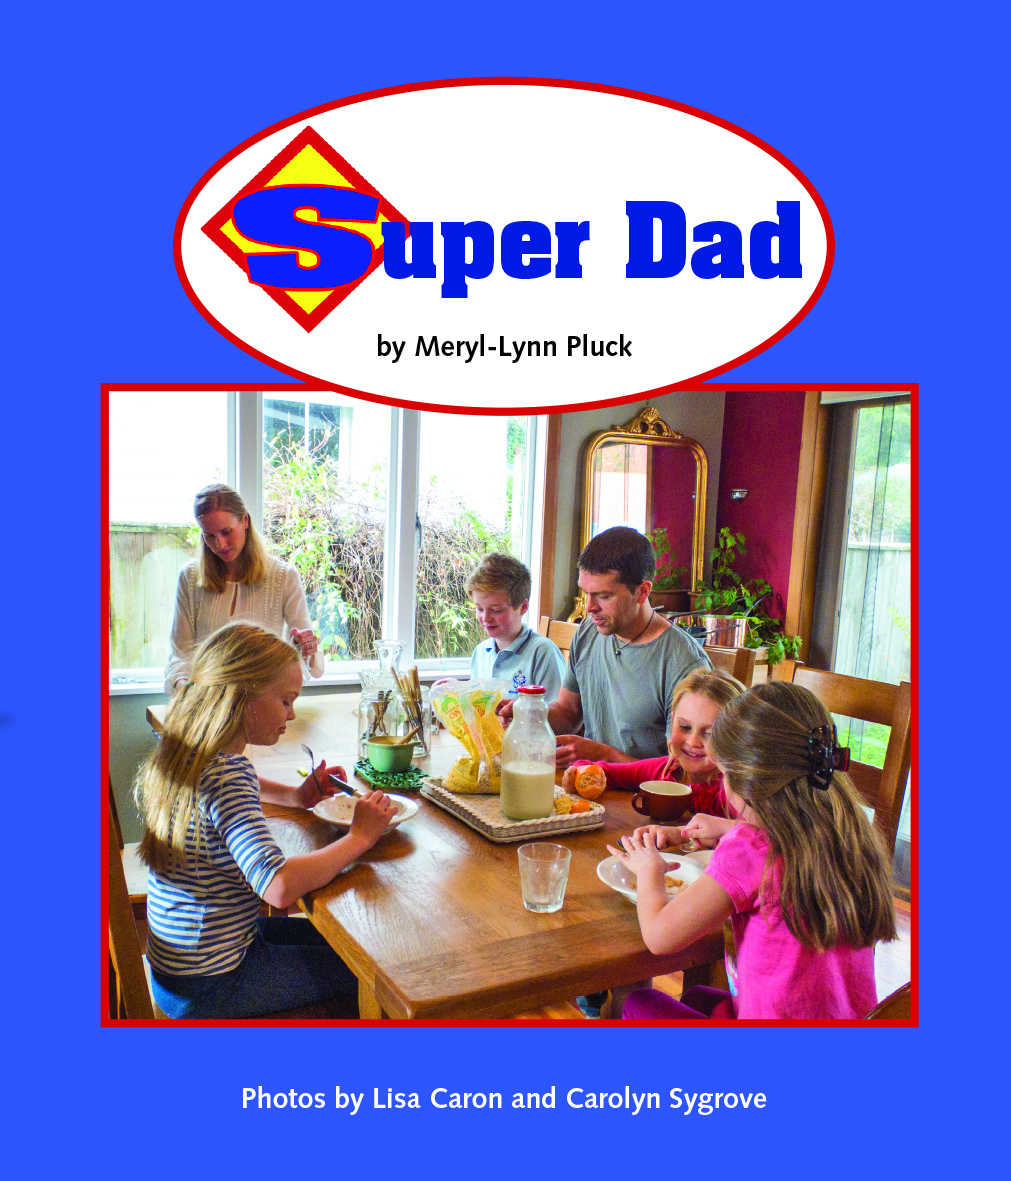 Super Dad
by Meryl-Lynn Pluck
Photos by Lisa Caron and Carolyn Sygrove